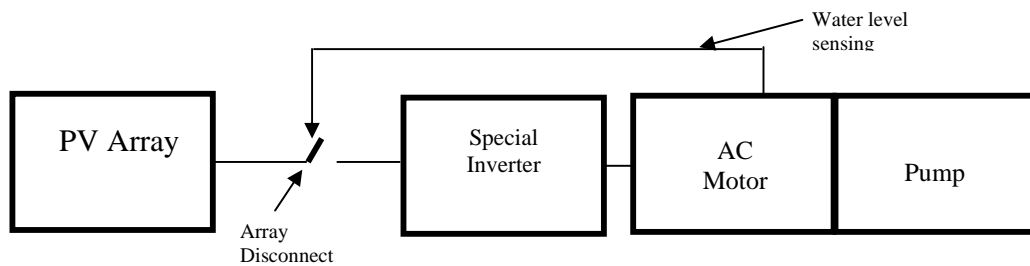 Water level
sensing
PV Array
Special
Inverter
AC
Motor
Pump
Array
Disconnect